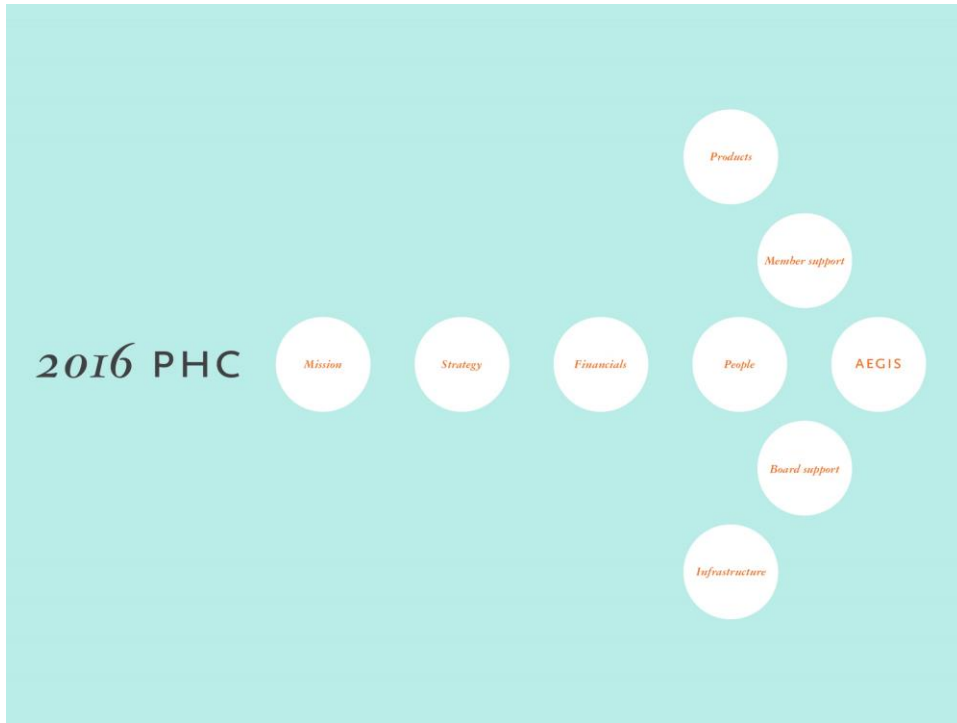 Products
Member support
2016 PHC
Mission
Strategy
Financials
People
AEGIS
Board support
Infrastructure